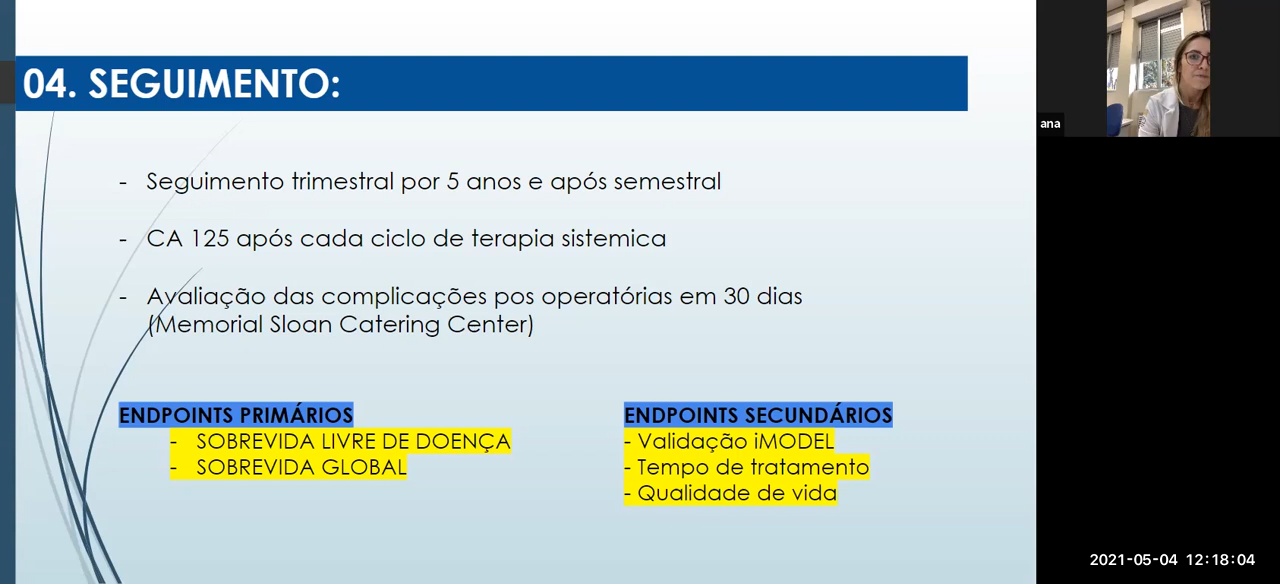 04. SEGUIMENTO:
- Seguimento trimestral por 5 anos e após semestral
- CA 125 após cada ciclo de terapia sistemica
- Avaliação das complicações pos operatórias em 30 dias
(Memorial Sloan Catering Center)
ENDPOINTS PRIMÁRIOS
- SOBREVIDA LIVRE DE DOENÇA
- SOBREVIDA GLOBAL
ENDPOINTS SECUNDÁRIOS
- Validação iMODEL
- Tempo de tratamento
- Qualidade de vida
ana
2021-05-04 12:18:04